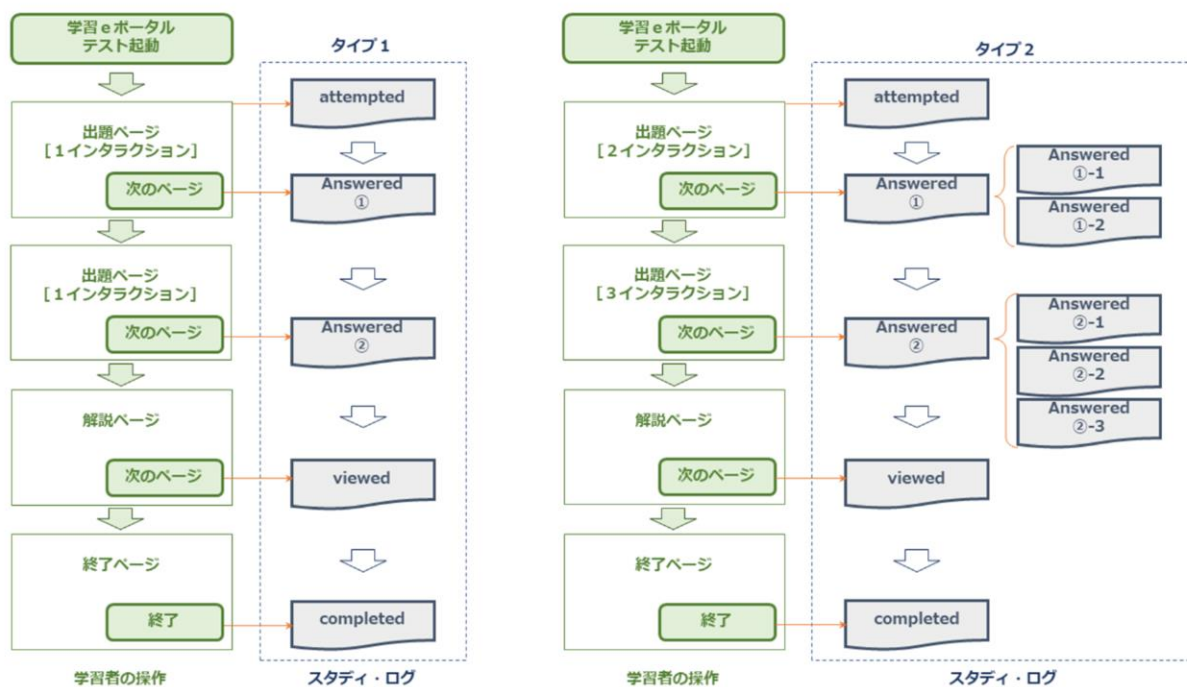 学習eポータル
テスト起動
タイプ1
attempted
出題ページ
[1インタラクション]
次のページ
Answered
①
出題ページ
[1インタラクション]
次のページ
Answered
②
解説ページ
次のページ
viewed
終了ページ
終了
completed
学習者の操作
スタディ・ログ
学習eポータル
テスト起動
タイプ2
attempted
出題ページ
[2インタラクション]
次のページ
Answered
①
Answered
①-1
Answered
①-2
出題ページ
[3インタラクション]
次のページ
Answered
②
Answered
②-1
Answered
②-2
Answered
②-3
解説ページ
次のページ
viewed
終了ページ
終了
completed
学習者の操作
スタディ・ログ